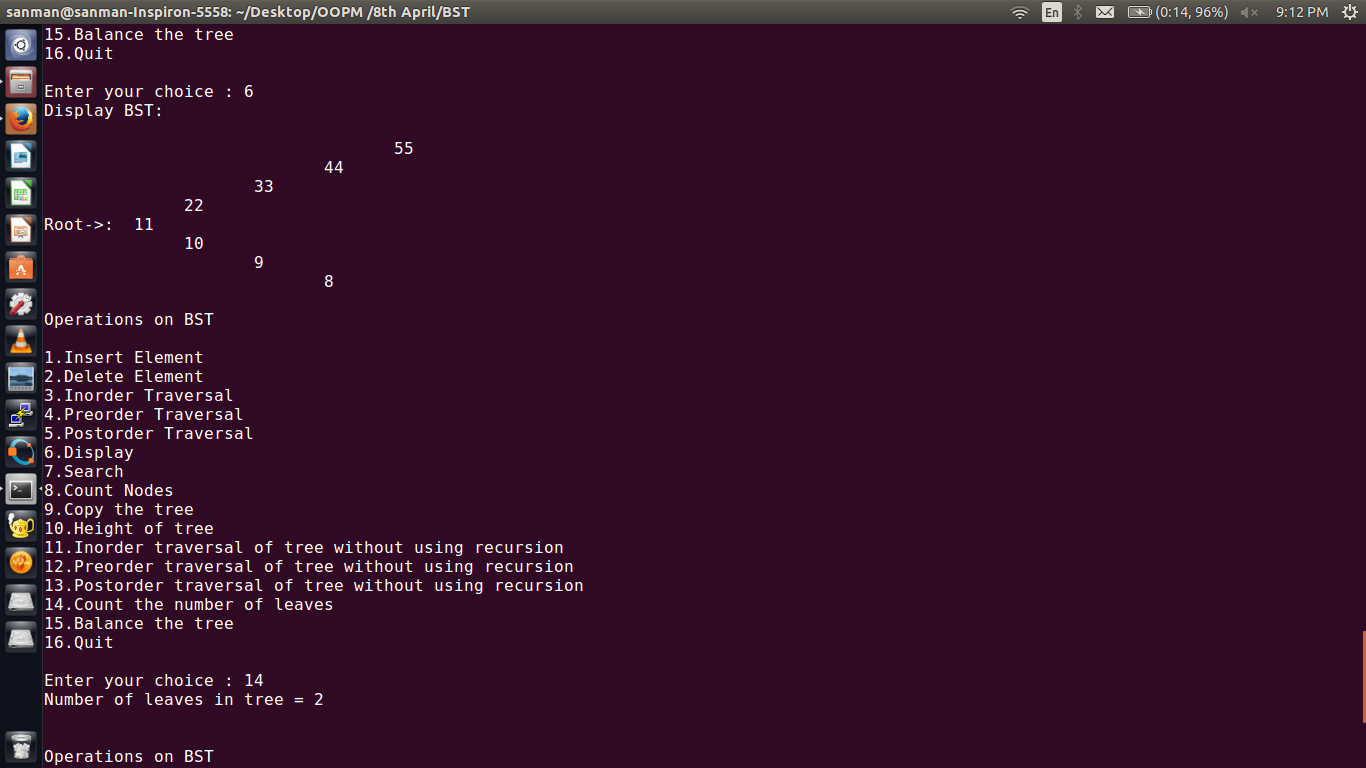 sanman@sanman-Inspiron-5558: ~/Desktop/OOPM /8th April/BST En (0:14, 96%) 9:12 PM
15.Balance the tree
16.Quit
Enter your choice : 6
Display BST:
55
44
33
22
Root->: 11
10
9
8
Operations on BST
1.Insert Element
2.Delete Element
3.Inorder Traversal
4.Preorder Traversal
5.Postorder Traversal
6.Display
7.Search
8.Count Nodes
9.Copy the tree
10.Height of tree
11.Inorder traversal of tree without using recursion
12.Preorder traversal of tree without using recursion
13.Postorder traversal of tree without using recursion
14.Count the number of leaves
15.Balance the tree
16.Quit
Enter your choice : 14
Number of leaves in tree = 2
Operations on BST